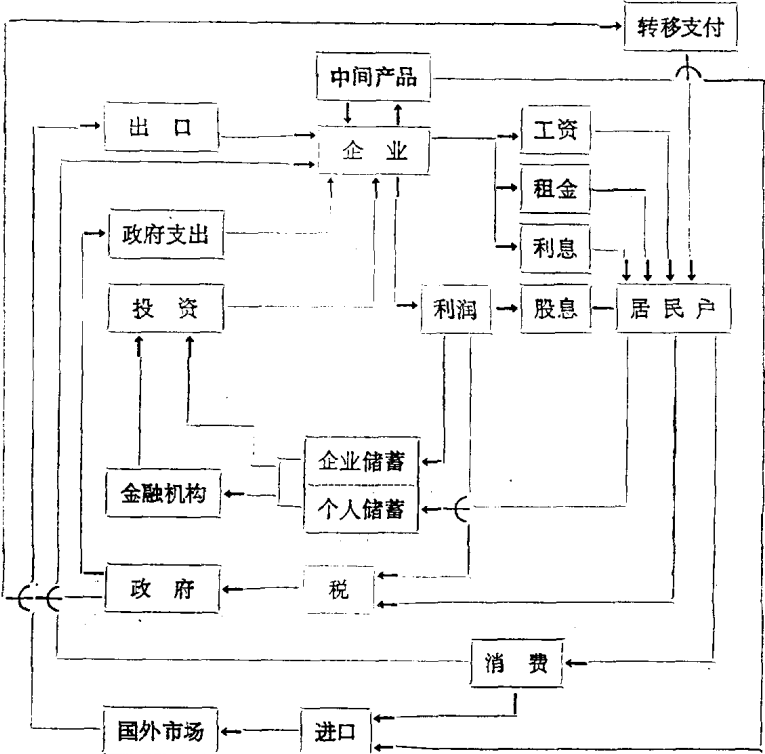 转移支付
中间产品
出口
企业
工资
租金
政府支出
利息
投资
利润
股息
居民户
企业储蓄
金融机构
个人储蓄
政府
税
消费
国外市场
进口